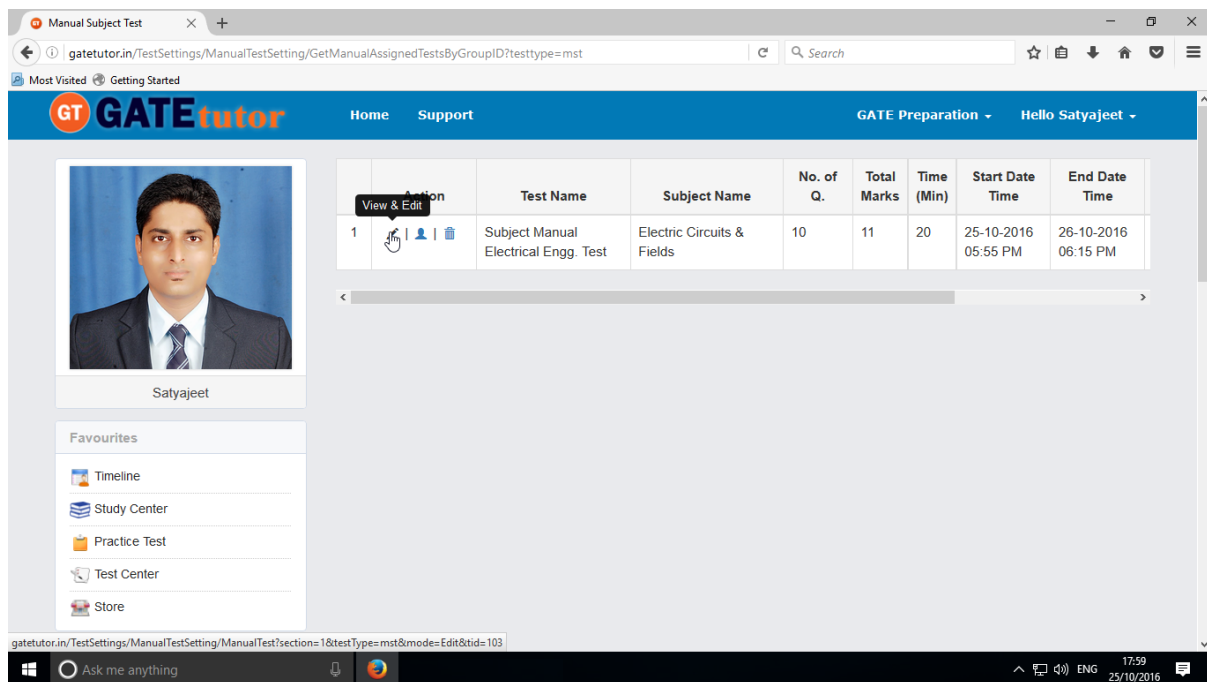 Manual Subject Test
gatetutor.in/TestSettings/ManualTestSetting/GetManualAssignedTestsByGroupID?testtype=mst
Search
Most Visited Getting Started
GT GATEtutor Home Support GATE Preparation Hello Satyajeet
Action Test Name Subject Name No. of Q. Total Marks Time (Min) Start Date Time End Date Time
View & Edit
1 | | Subject Manual Electrical Engg. Test Electric Circuits & Fields 10 11 20 25-10-2016 05:55 PM 26-10-2016 06:15 PM
Satyajeet
Favourites
Timeline
Study Center
Practice Test
Test Center
Store
gatetutor.in/TestSettings/ManualTestSetting/ManualTest?section=1&testType=mst&mode=Edit&tid=103
Ask me anything
ENG
17:59
25/10/2016